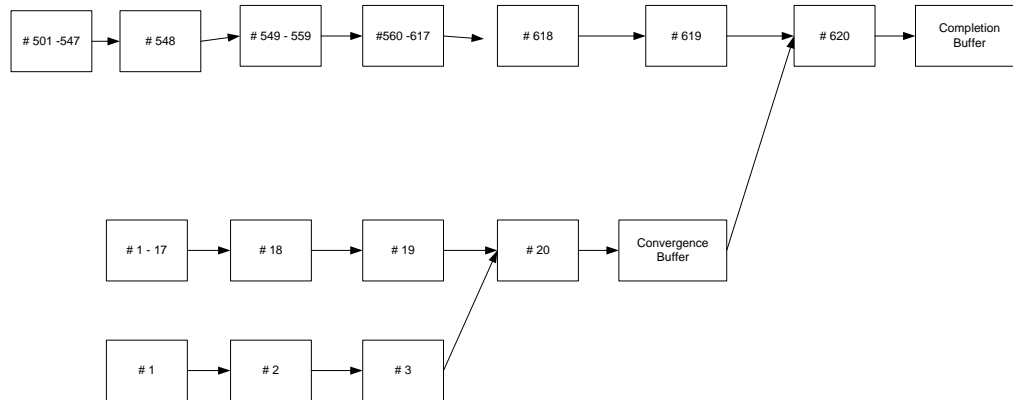 # 501 -547
# 548
# 549 - 559
#560 -617
# 618
# 619
# 620
Completion
Buffer
# 1 - 17
# 18
# 19
# 20
Convergence
Buffer
# 1
# 2
# 3